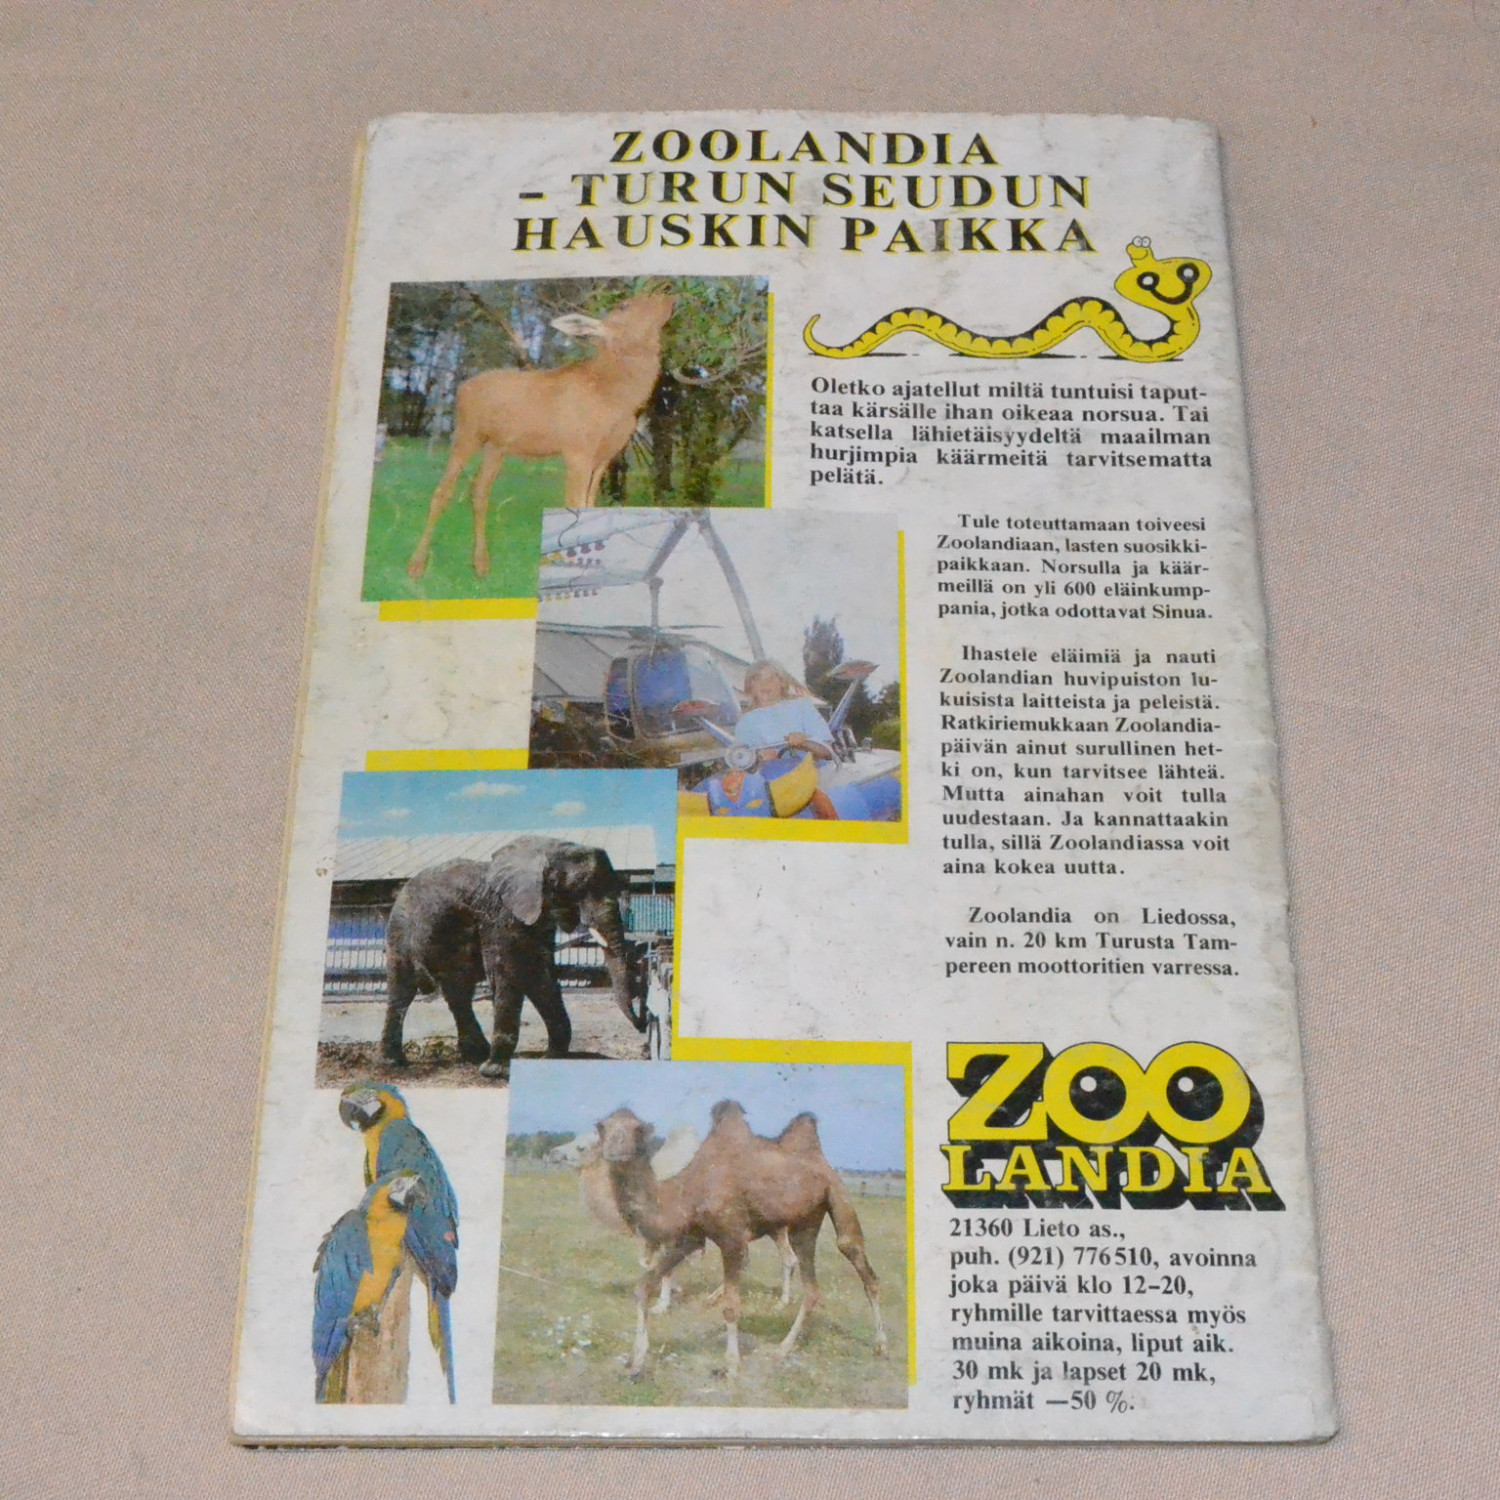 ZOOLANDIA
– TURUN SEUDUN
HAUSKIN PAIKKA
Oletko ajatellut miltä tuntuisi taput-
taa kärsälle ihan oikeaa norsua. Tai
katsella lähietäisyydeltä maailman
hurjimpia käärmeitä tarvitsematta
pelätä.
Tule toteuttamaan toiveesi
Zoolandiaan, lasten suosikki-
paikkaan. Norsulla ja käär-
meillä on yli 600 eläinkump-
pania, jotka odottavat Sinua.
Ihastele eläimiä ja nauti
Zoolandian huvipuiston lu-
kuisista laitteista ja peleistä.
Ratkiriemukkaan Zoolandia-
päivän ainut surullinen het-
ki on, kun tarvitsee lähteä.
Mutta ainahan voit tulla
uudestaan. Ja kannattaakin
tulla, sillä Zoolandiassa voit
aina kokea uutta.
Zoolandia on Liedossa,
vain n. 20 km Turusta Tam-
pereen moottoritien varressa.
ZOO
LANDIA
21360 Lieto as.,
puh. (921) 776510, avoinna
joka päivä klo 12–20,
ryhmille tarvittaessa myös
muina aikoina, liput aik.
30 mk ja lapset 20 mk,
ryhmät —50 %.